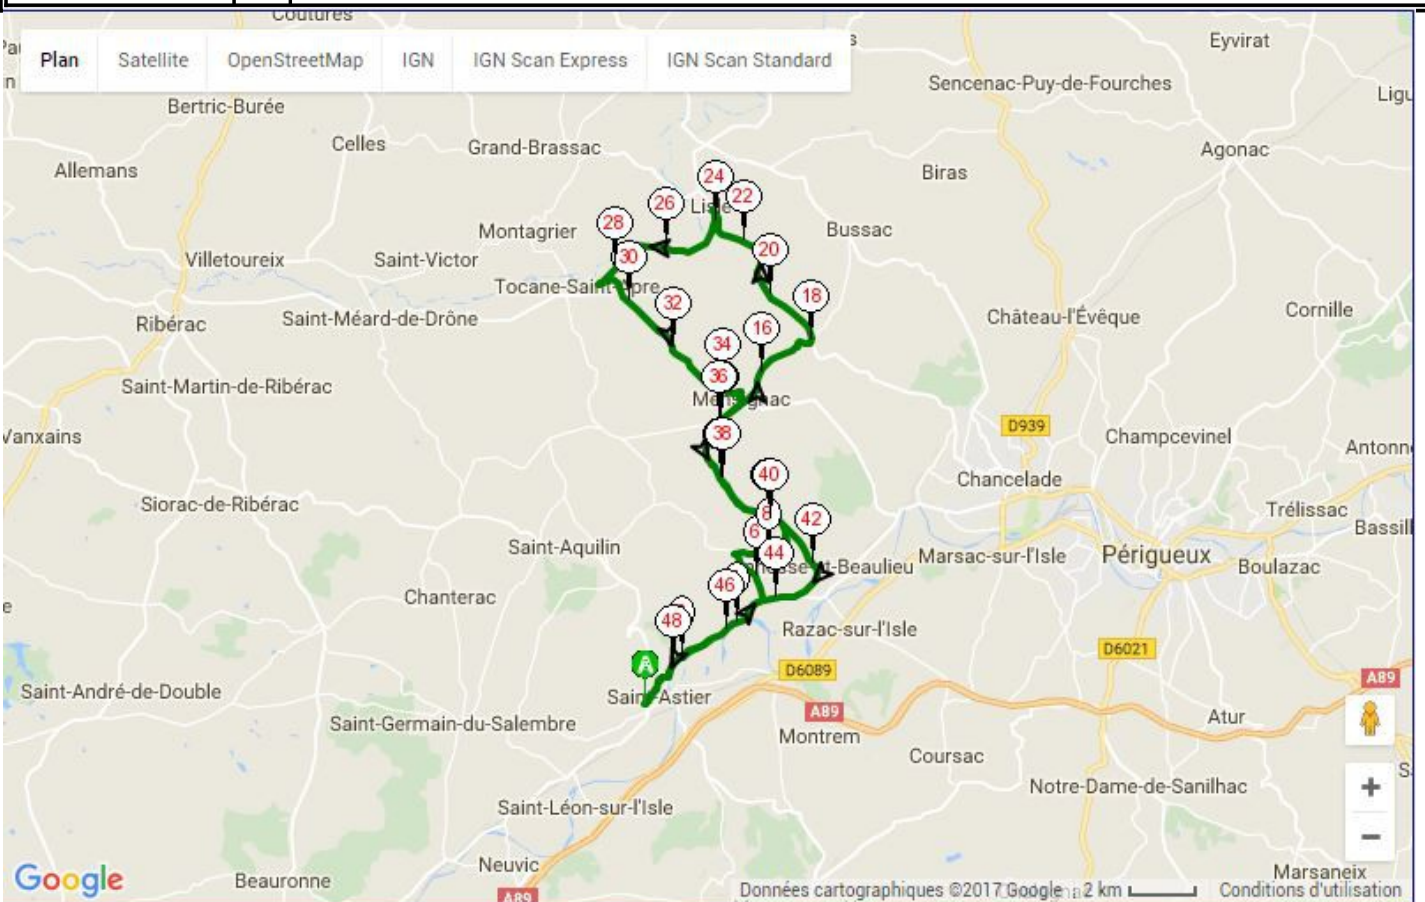 Coutures
Plan Satellite OpenStreetMap IGN IGN Scan Express IGN Scan Standard
Eyvirat
Sencenac-Puy-de-Fourches
Ligu
Bertric-Burée
Celles
Grand-Brassac
Agonac
Allemans
Biras
24
22
26
Lisle
28
Montagrier
Bussac
20
30
Villetoureix
Saint-Victor
Tocane-Saint-Apre
18
32
Cornille
Saint-Méard-de-Drône
Château-l'Évêque
Ribérac
16
34
36
Saint-Martin-de-Ribérac
Mensignac
D939
Vanxains
38
Champcevinel
Antonn
40
Chancelade
Siorac-de-Ribérac
8
42
Trélissac
Bassill
6
Saint-Aquilin
44
Marsac-sur-l'Isle
Périgueux
Boulazac
t-Beaulieu
46
Chanterac
48
Razac-sur-l'Isle
D6021
A
D6089
A89
Saint-André-de-Double
Saint-Astier
A89
Atur
Saint-Germain-du-Salembre
Montrem
Coursac
Notre-Dame-de-Sanilhac
+
Saint-Léon-sur-l'Isle
−
Neuvic
Marsaneix
Google
Beauronne
A89
Données cartographiques ©2017 Google 2 km Conditions d'utilisation